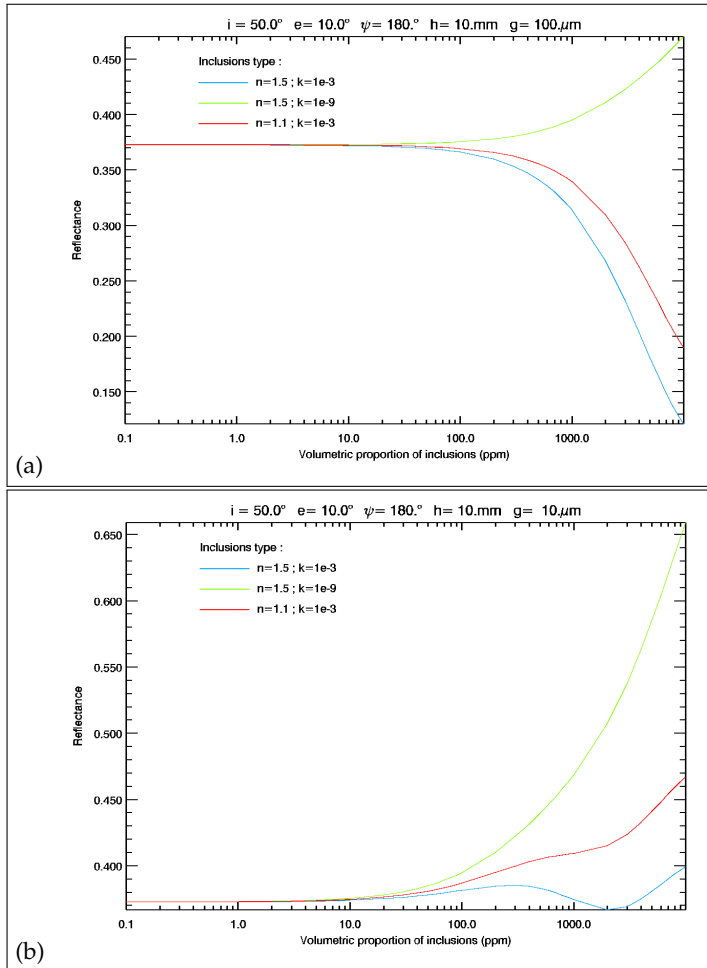 i = 50.0° e = 10.0° ψ = 180.° h= 10.mm g= 100.μm
0.450
0.400
0.350
0.300
0.250
0.200
0.150
Reflectance
Inclusions type :
n=1.5 ; k=1e-3
n=1.5 ; k=1e-9
n=1.1 ; k=1e-3
0.1 1.0 10.0 100.0 1000.0
Volumetric proportion of inclusions (ppm)
(a)
i = 50.0° e = 10.0° ψ = 180.° h= 10.mm g= 10.μm
0.650
0.600
0.550
0.500
0.450
0.400
Reflectance
Inclusions type :
n=1.5 ; k=1e-3
n=1.5 ; k=1e-9
n=1.1 ; k=1e-3
0.1 1.0 10.0 100.0 1000.0
Volumetric proportion of inclusions (ppm)
(b)